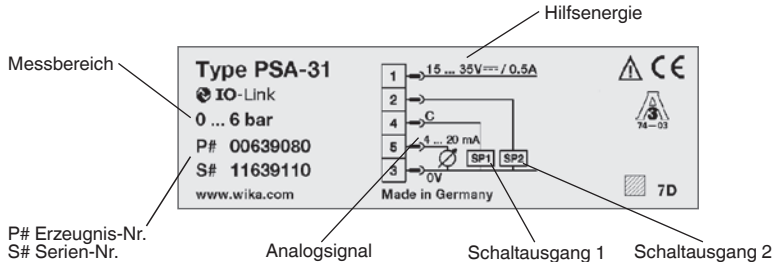 Hilfsenergie
Messbereich
Type PSA-31
IO-Link
0 ... 6 bar
P# 00639080
S# 11639110
www.wika.com
1
15 ... 35V⎓/ 0.5A
2
4
C
5
4 ... 20 mA
SP1
SP2
3
0V
Made in Germany
CE
3
74-03
7D
P# Erzeugnis-Nr.
S# Serien-Nr.
Analogsignal
Schaltausgang 1
Schaltausgang 2